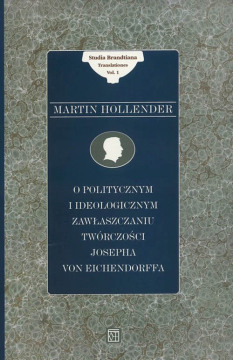 Studia Brandtiana
Translationes
Vol. 1
MARTIN HOLLENDER
O POLITYCZNYM
I IDEOLOGICZNYM
ZAWŁASZCZANIU
TWÓRCZOŚCI
JOSEPHA
VON EICHENDORFFA